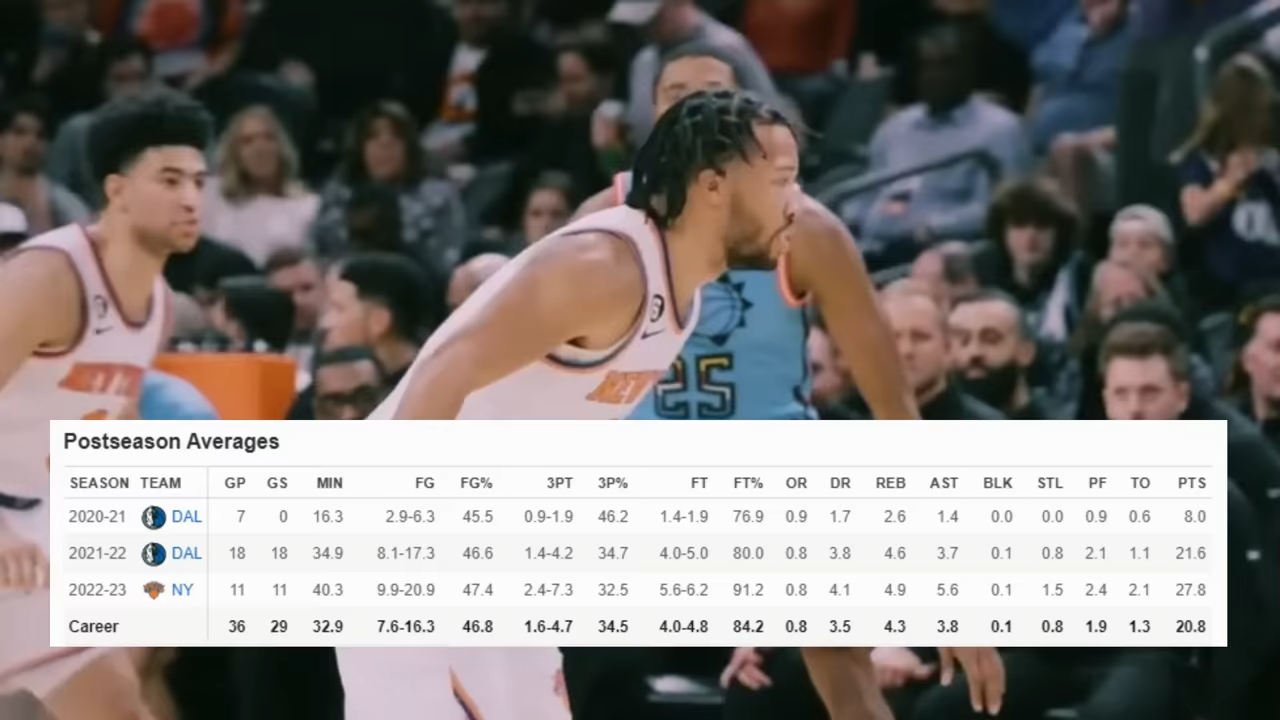 25
Postseason Averages
SEASON TEAM GP GS MIN FG FG% 3PT 3P% FT FT% OR DR REB AST BLK STL PF TO PTS
2020-21 DAL 7 0 16.3 2.9-6.3 45.5 0.9-1.9 46.2 1.4-1.9 76.9 0.9 1.7 2.6 1.4 0.0 0.0 0.9 0.6 8.0
2021-22 DAL 18 18 34.9 8.1-17.3 46.6 1.4-4.2 34.7 4.0-5.0 80.0 0.8 3.8 4.6 3.7 0.1 0.8 2.1 1.1 21.6
2022-23 NY 11 11 40.3 9.9-20.9 47.4 2.4-7.3 32.5 5.6-6.2 91.2 0.8 4.1 4.9 5.6 0.1 1.5 2.4 2.1 27.8
Career 36 29 32.9 7.6-16.3 46.8 1.6-4.7 34.5 4.0-4.8 84.2 0.8 3.5 4.3 3.8 0.1 0.8 1.9 1.3 20.8